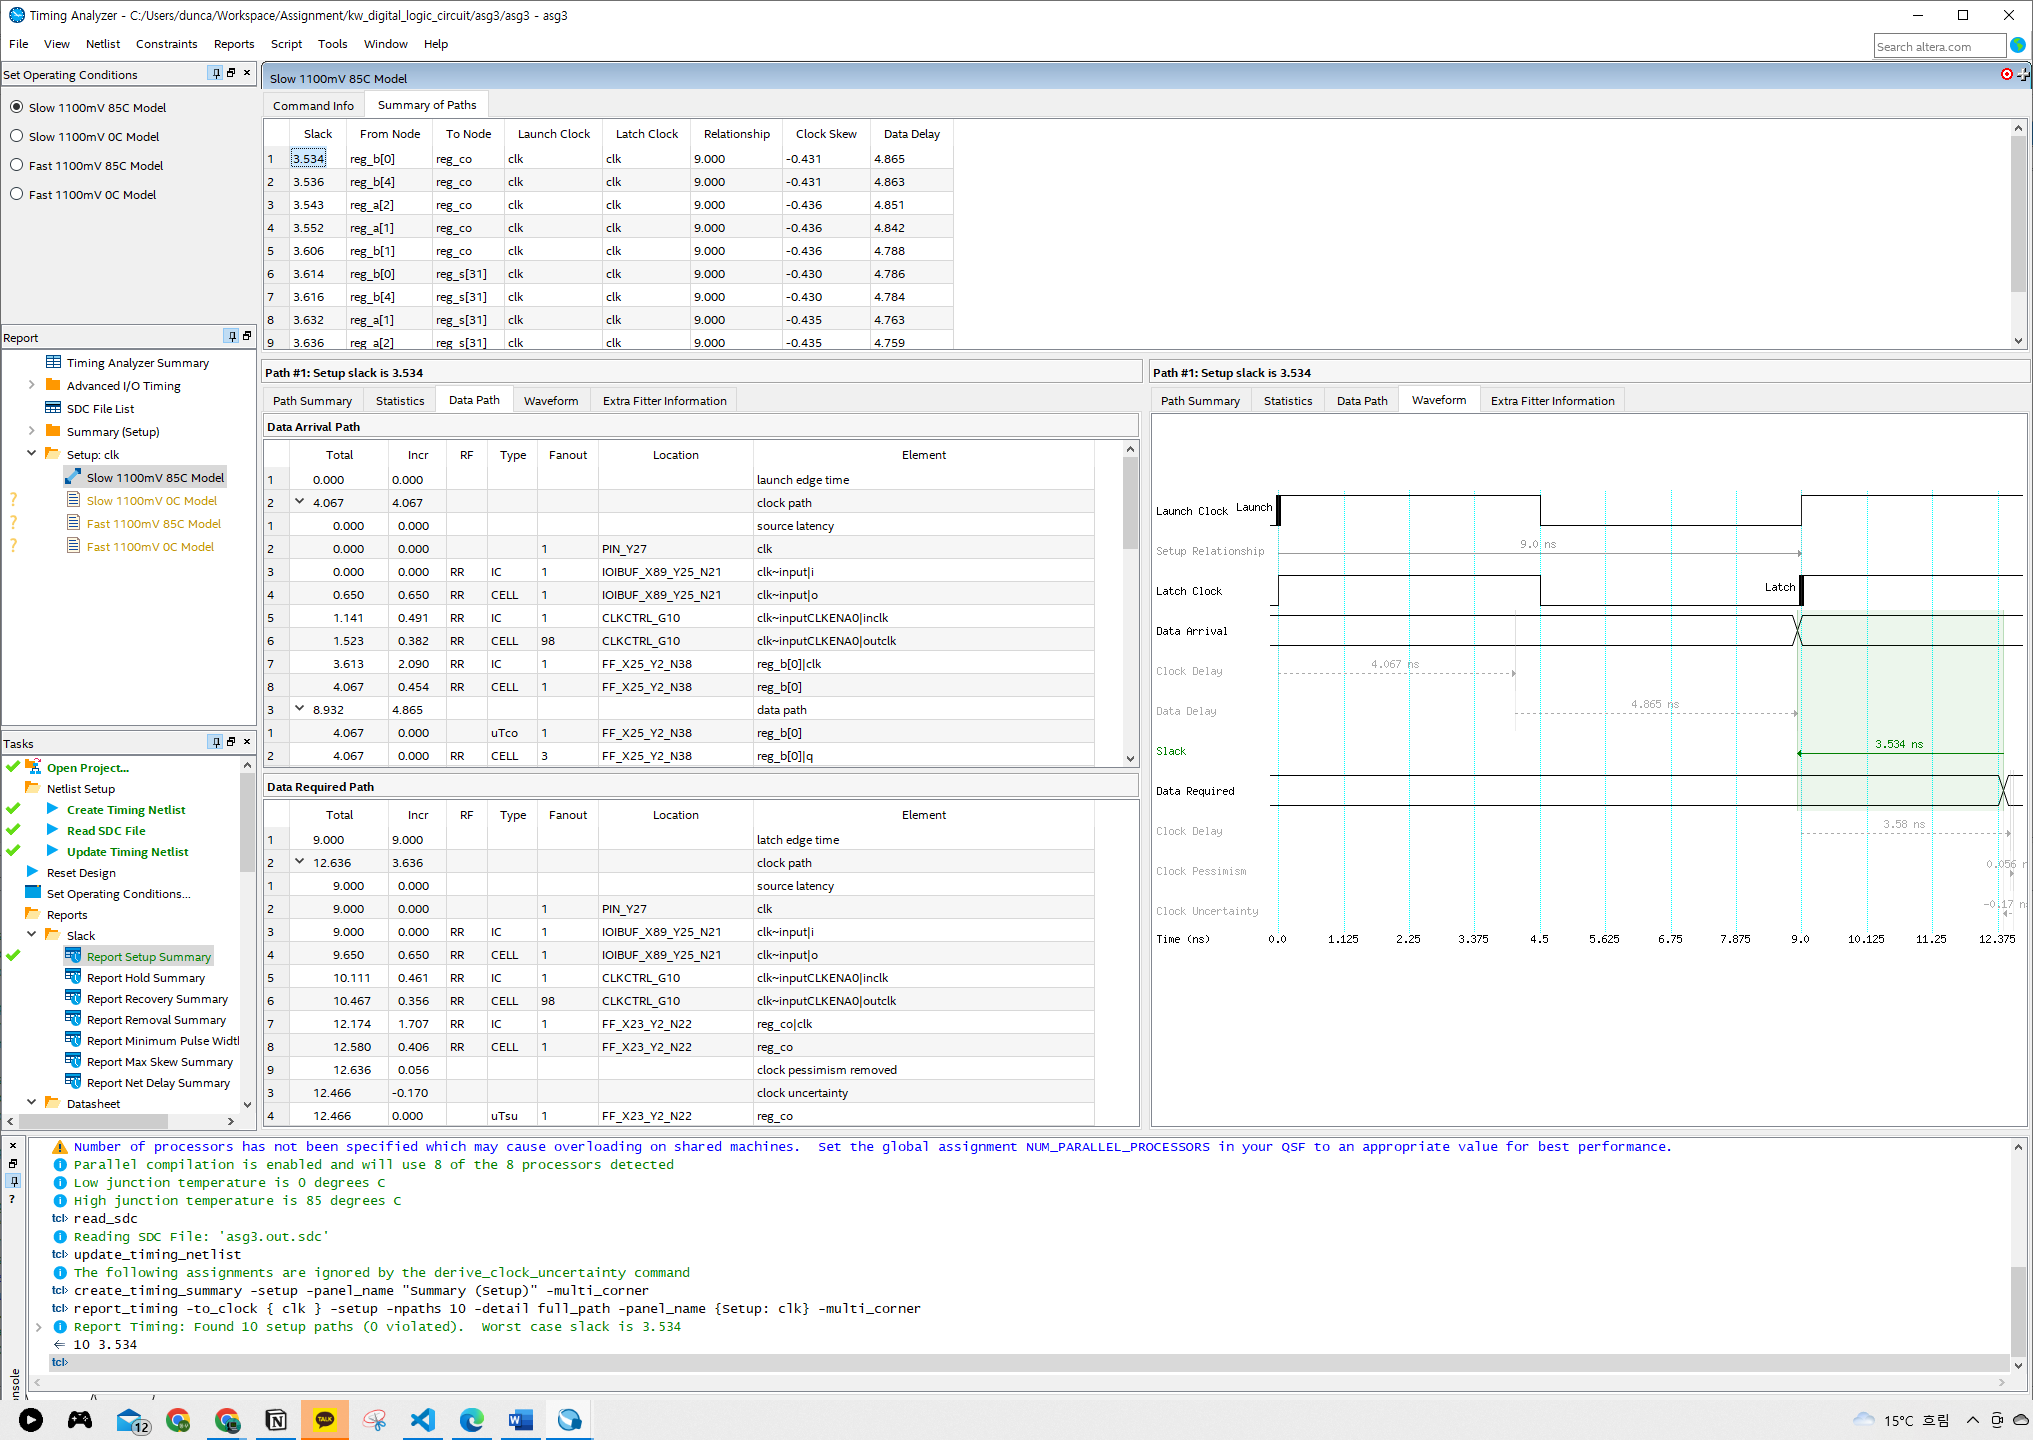 Timing Analyzer - C:/Users/dunca/Workspace/Assignment/kw_digital_logic_circuit/asg3/asg3 - asg3
File View Netlist Constraints Reports Script Tools Window Help
Search altera.com
Set Operating Conditions
Slow 1100mV 85C Model
Slow 1100mV 0C Model
Fast 1100mV 85C Model
Fast 1100mV 0C Model
Report
Timing Analyzer Summary
Advanced I/O Timing
SDC File List
Summary (Setup)
Setup: clk
Slow 1100mV 85C Model
? Slow 1100mV 0C Model
? Fast 1100mV 85C Model
? Fast 1100mV 0C Model
Tasks
Open Project...
Netlist Setup
Create Timing Netlist
Read SDC File
Update Timing Netlist
Reset Design
Set Operating Conditions...
Reports
Slack
Report Setup Summary
Report Hold Summary
Report Recovery Summary
Report Removal Summary
Report Minimum Pulse Widt
Report Max Skew Summary
Report Net Delay Summary
Datasheet
Slow 1100mV 85C Model
Command Info Summary of Paths
Slack From Node To Node Launch Clock Latch Clock Relationship Clock Skew Data Delay
1 3.534 reg_b[0] reg_co clk clk 9.000 -0.431 4.865
2 3.536 reg_b[4] reg_co clk clk 9.000 -0.431 4.863
3 3.543 reg_a[2] reg_co clk clk 9.000 -0.436 4.851
4 3.552 reg_a[1] reg_co clk clk 9.000 -0.436 4.842
5 3.606 reg_b[1] reg_co clk clk 9.000 -0.436 4.788
6 3.614 reg_b[0] reg_s[31] clk clk 9.000 -0.430 4.786
7 3.616 reg_b[4] reg_s[31] clk clk 9.000 -0.430 4.784
8 3.632 reg_a[1] reg_s[31] clk clk 9.000 -0.435 4.763
9 3.636 reg_a[2] reg_s[31] clk clk 9.000 -0.435 4.759
Path #1: Setup slack is 3.534
Path Summary Statistics Data Path Waveform Extra Fitter Information
Data Arrival Path
Total Incr RF Type Fanout Location Element
1 0.000 0.000 launch edge time
2 4.067 4.067 clock path
1 0.000 0.000 source latency
2 0.000 0.000 1 PIN_Y27 clk
3 0.000 0.000 RR IC 1 IOIBUF_X89_Y25_N21 clk~input|i
4 0.650 0.650 RR CELL 1 IOIBUF_X89_Y25_N21 clk~input|o
5 1.141 0.491 RR IC 1 CLKCTRL_G10 clk~inputCLKENA0|inclk
6 1.523 0.382 RR CELL 98 CLKCTRL_G10 clk~inputCLKENA0|outclk
7 3.613 2.090 RR IC 1 FF_X25_Y2_N38 reg_b[0]|clk
8 4.067 0.454 RR CELL 1 FF_X25_Y2_N38 reg_b[0]
3 8.932 4.865 data path
1 4.067 0.000 uTco 1 FF_X25_Y2_N38 reg_b[0]
2 4.067 0.000 RR CELL 3 FF_X25_Y2_N38 reg_b[0]|q
Data Required Path
Total Incr RF Type Fanout Location Element
1 9.000 9.000 latch edge time
2 12.636 3.636 clock path
1 9.000 0.000 source latency
2 9.000 0.000 1 PIN_Y27 clk
3 9.000 0.000 RR IC 1 IOIBUF_X89_Y25_N21 clk~input|i
4 9.650 0.650 RR CELL 1 IOIBUF_X89_Y25_N21 clk~input|o
5 10.111 0.461 RR IC 1 CLKCTRL_G10 clk~inputCLKENA0|inclk
6 10.467 0.356 RR CELL 98 CLKCTRL_G10 clk~inputCLKENA0|outclk
7 12.174 1.707 RR IC 1 FF_X23_Y2_N22 reg_co|clk
8 12.580 0.406 RR CELL 1 FF_X23_Y2_N22 reg_co
9 12.636 0.056 clock pessimism removed
3 12.466 -0.170 clock uncertainty
4 12.466 0.000 uTsu 1 FF_X23_Y2_N22 reg_co
Path #1: Setup slack is 3.534
Path Summary Statistics Data Path Waveform Extra Fitter Information
Launch Clock Launch
Setup Relationship 9.0 ns
Latch Clock Latch
Data Arrival
Clock Delay 4.067 ns
Data Delay 4.865 ns
Slack 3.534 ns
Data Required
Clock Delay 3.58 ns
Clock Pessimism 0.056 n
Clock Uncertainty -0.17 ns
Time (ns) 0.0 1.125 2.25 3.375 4.5 5.625 6.75 7.875 9.0 10.125 11.25 12.375
Number of processors has not been specified which may cause overloading on shared machines. Set the global assignment NUM_PARALLEL_PROCESSORS in your QSF to an appropriate value for best performance.
Parallel compilation is enabled and will use 8 of the 8 processors detected
Low junction temperature is 0 degrees C
High junction temperature is 85 degrees C
tcl> read_sdc
Reading SDC File: 'asg3.out.sdc'
tcl> update_timing_netlist
The following assignments are ignored by the derive_clock_uncertainty command
tcl> create_timing_summary -setup -panel_name "Summary (Setup)" -multi_corner
tcl> report_timing -to_clock { clk } -setup -npaths 10 -detail full_path -panel_name {Setup: clk} -multi_corner
Report Timing: Found 10 setup paths (0 violated). Worst case slack is 3.534
10 3.534
tcl>
nsole
12
TALK
15°C 흐림